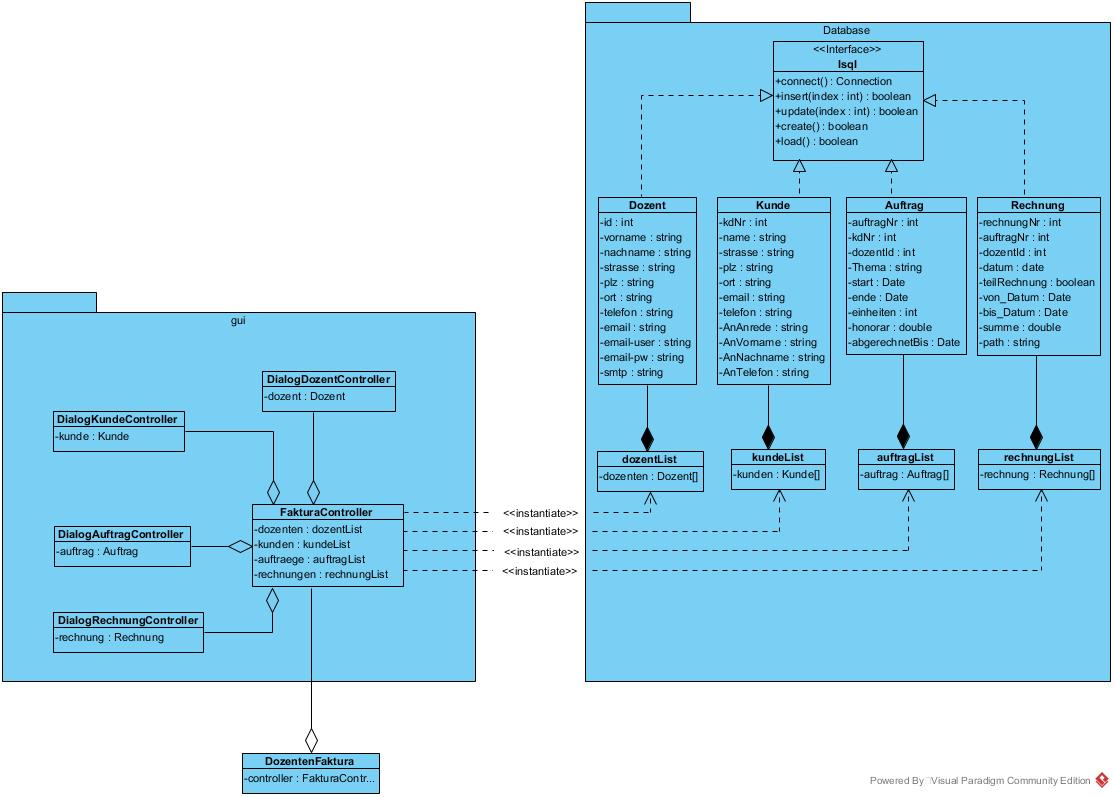 Database
<<Interface>>
Isql
+connect() : Connection
+insert(index : int) : boolean
+update(index : int) : boolean
+create() : boolean
+load() : boolean
Dozent
-id : int
-vorname : string
-nachname : string
-strasse : string
-plz : string
-ort : string
-telefon : string
-email : string
-email-user : string
-email-pw : string
-smtp : string
Kunde
-kdNr : int
-name : string
-strasse : string
-plz : string
-ort : string
-email : string
-telefon : string
-AnAnrede : string
-AnVorname : string
-AnNachname : string
-AnTelefon : string
Auftrag
-auftragNr : int
-kdNr : int
-dozentId : int
-Thema : string
-start : Date
-ende : Date
-einheiten : int
-honorar : double
-abgerechnetBis : Date
Rechnung
-rechnungNr : int
-auftragNr : int
-dozentId : int
-datum : date
-teilRechnung : boolean
-von_Datum : Date
-bis_Datum : Date
-summe : double
-path : string
dozentList
-dozenten : Dozent[]
kundeList
-kunden : Kunde[]
auftragList
-auftrag : Auftrag[]
rechnungList
-rechnung : Rechnung[]
gui
DialogDozentController
-dozent : Dozent
DialogKundeController
-kunde : Kunde
FakturaController
-dozenten : dozentList
-kunden : kundeList
-auftraege : auftragList
-rechnungen : rechnungList
DialogAuftragController
-auftrag : Auftrag
DialogRechnungController
-rechnung : Rechnung
<<instantiate>>
<<instantiate>>
<<instantiate>>
<<instantiate>>
DozentenFaktura
-controller : FakturaContr...
Powered By Visual Paradigm Community Edition